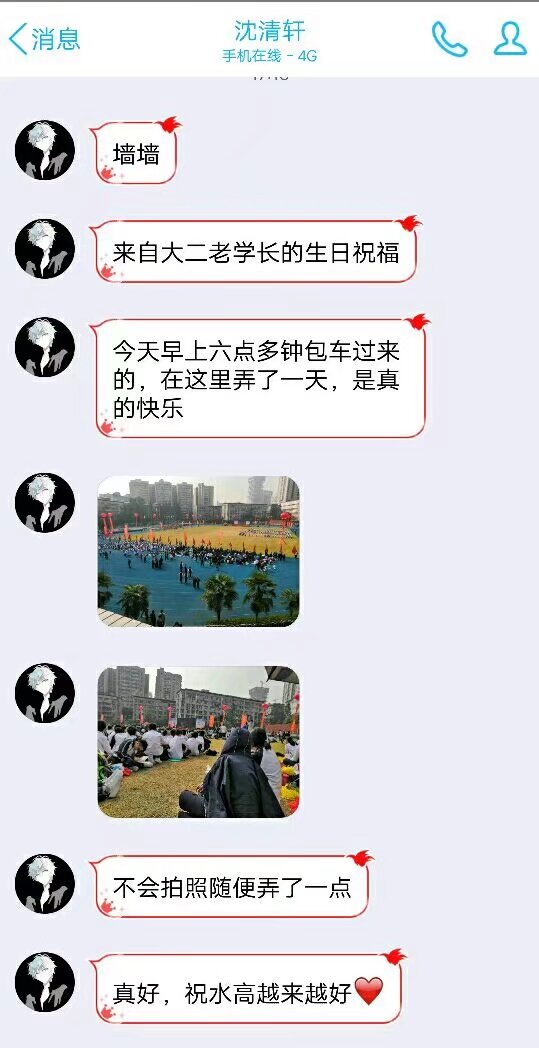 消息
沈清轩
手机在线 - 4G
墙墙
来自大二老学长的生日祝福
今天早上六点多钟包车过来
的，在这里弄了一天，是真
的快乐
不会拍照随便弄了一点
真好，祝水高越来越好❤️